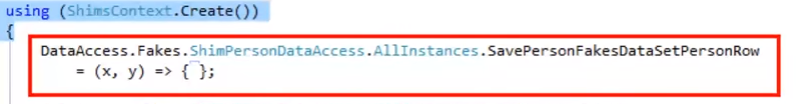 using (ShimsContext.Create())
{
DataAccess.Fakes.ShimPersonDataAccess.AllInstances.SavePersonFakesDataSetPersonRow
= (x, y) => { };